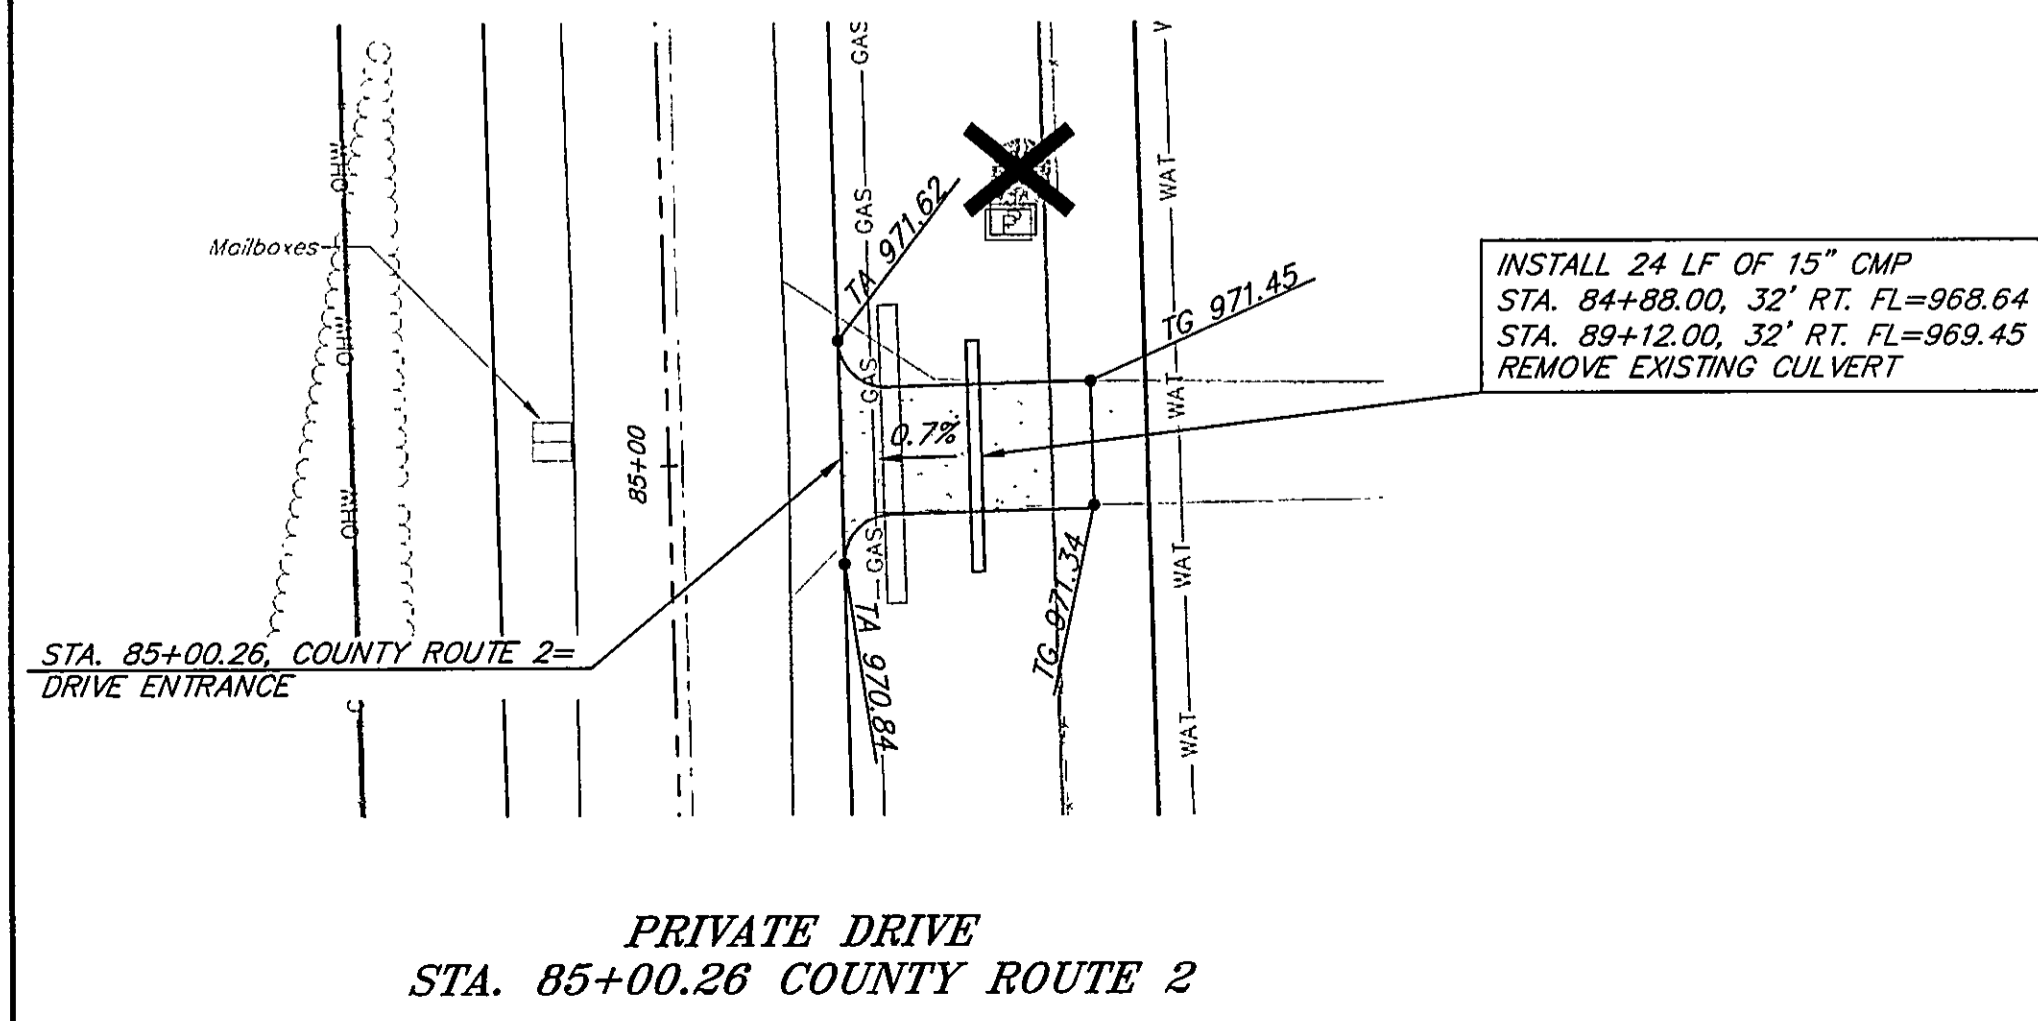 GAS
V
OHW
WAT
GAS
TA 971.62
P
Mailboxes
TG 971.45
INSTALL 24 LF OF 15" CMP
STA. 84+88.00, 32' RT. FL=968.64
STA. 89+12.00, 32' RT. FL=969.45
REMOVE EXISTING CULVERT
OHW
GAS
WAT
0.7%
85+00
OHW
GAS
WAT
TG 971.34
TA 970.84
STA. 85+00.26, COUNTY ROUTE 2=
DRIVE ENTRANCE
WAT
PRIVATE DRIVE
STA. 85+00.26 COUNTY ROUTE 2